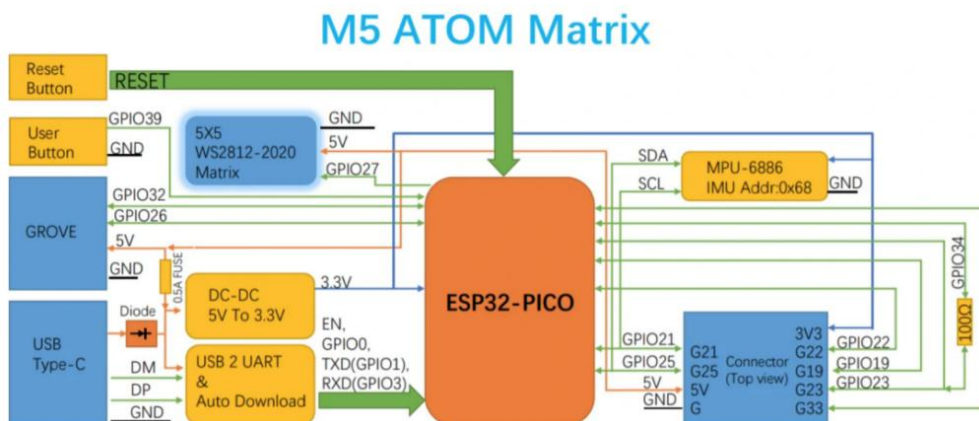 M5 ATOM Matrix
Reset
Button
RESET
User
Button
GPIO39
GND
5X5
WS2812-2020
Matrix
GND
5V
GPIO27
GROVE
GPIO32
GPIO26
5V
GND
0.5A FUSE
DC-DC
5V To 3.3V
3.3V
USB
Type-C
Diode
DM
DP
GND
USB 2 UART
&
Auto Download
EN,
GPIO0,
TXD(GPIO1),
RXD(GPIO3),
ESP32-PICO
SDA
SCL
MPU-6886
IMU Addr:0x68
GND
GPIO34
100Ω
GPIO21
GPIO25
5V
GND
G21
G25
5V
G
Connector
(Top view)
3V3
G22
G19
G23
G33
GPIO22
GPIO19
GPIO23